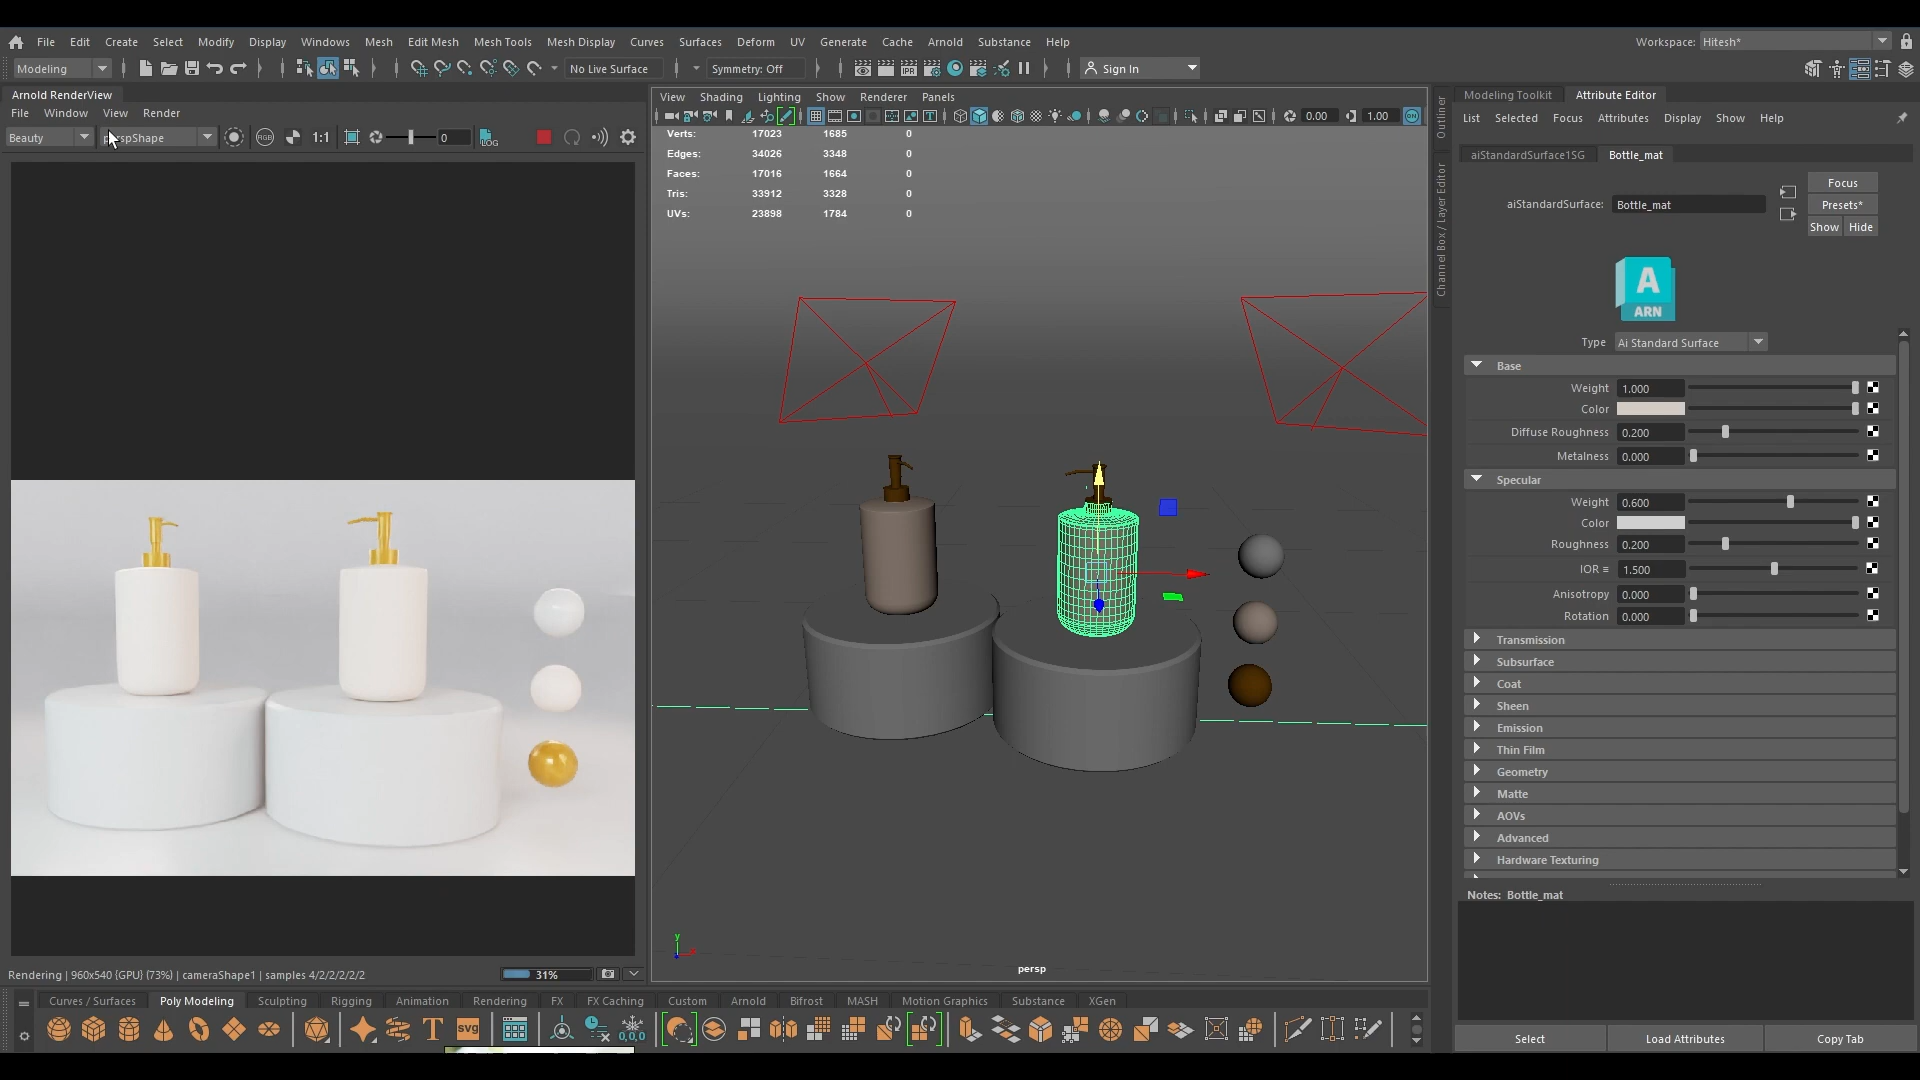 File Edit Create Select Modify Display Windows Mesh Edit Mesh Mesh Tools Mesh Display Curves Surfaces Deform UV Generate Cache Arnold Substance Help
Workspace: Hitesh*
Modeling
No Live Surface
Symmetry: Off
Sign In
Arnold RenderView
File Window View Render
Beauty
perspShape
1:1
0
LOG
View Shading Lighting Show Renderer Panels
0.00
1.00
Verts: 17023 1685 0
Edges: 34026 3348 0
Faces: 17016 1664 0
Tris: 33912 3328 0
UVs: 23898 1784 0
y
persp
Rendering | 960x540 {GPU} (73%) | cameraShape1 | samples 4/2/2/2/2/2
31%
Outliner
Channel Box / Layer Editor
Modeling Toolkit Attribute Editor
List Selected Focus Attributes Display Show Help
aiStandardSurface1SG Bottle_mat
Focus
aiStandardSurface: Bottle_mat
Presets*
Show Hide
A
ARN
Type Ai Standard Surface
Base
Weight 1.000
Color
Diffuse Roughness 0.200
Metalness 0.000
Specular
Weight 0.600
Color
Roughness 0.200
IOR = 1.500
Anisotropy 0.000
Rotation 0.000
Transmission
Subsurface
Coat
Sheen
Emission
Thin Film
Geometry
Matte
AOVs
Advanced
Hardware Texturing
Notes: Bottle_mat
Select Load Attributes Copy Tab
Curves / Surfaces Poly Modeling Sculpting Rigging Animation Rendering FX FX Caching Custom Arnold Bifrost MASH Motion Graphics Substance XGen
T
svg
0,0,0